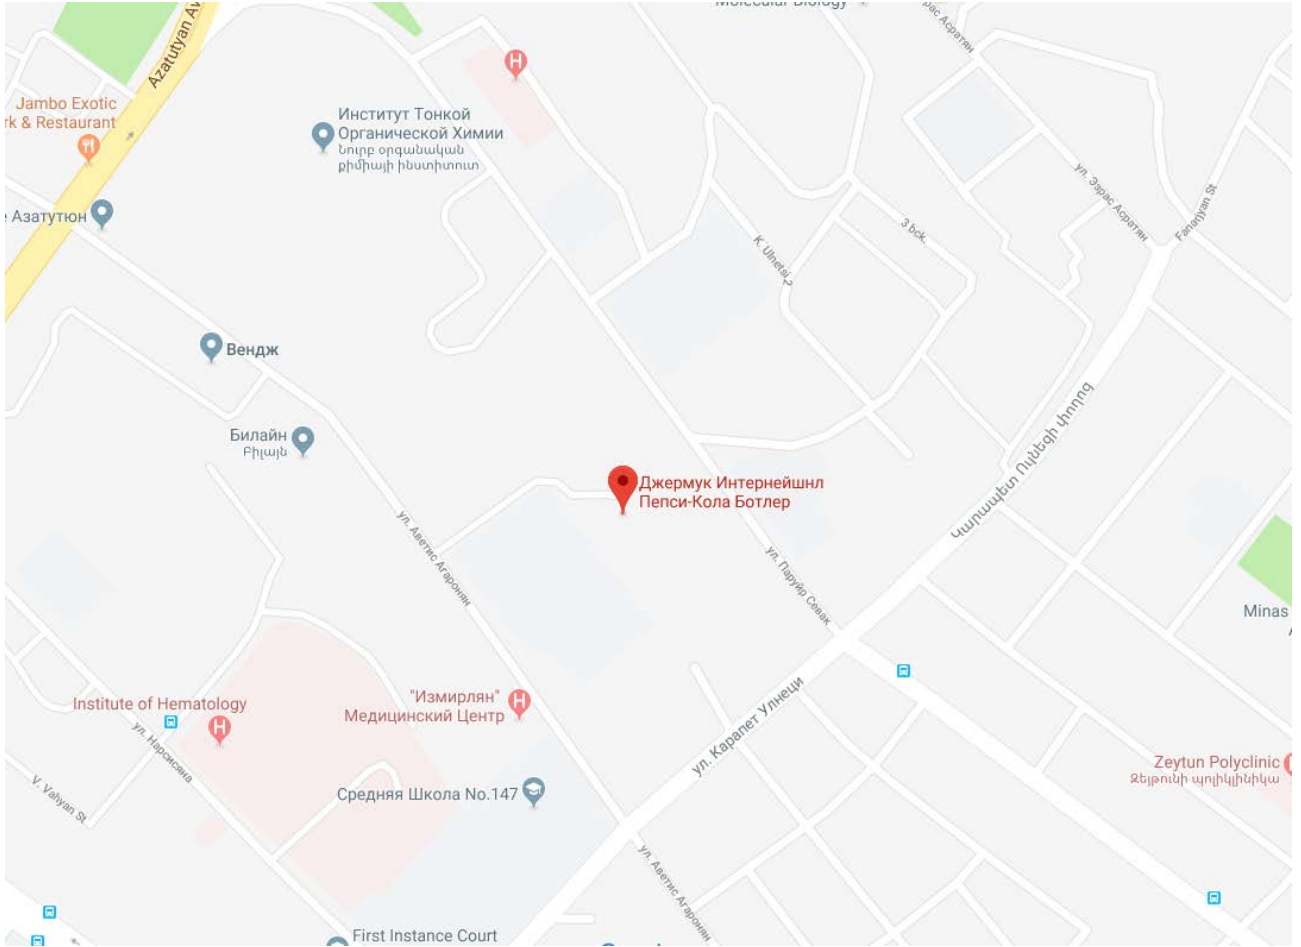 Molecular Biology
Azatutyan Av
рас Асратян
Jambo Exotic
rk & Restaurant
Институт Тонкой
Органической Химии
Նուրբ օրգանական
քիմիայի ինստիտուտ
ул. Эзрас Асратян
Fanarjyan St
Азатутюн
3 bck.
K. Ulnetsi 2
Вендж
Билайн
Բիլայն
Կարապետ Ուլնեցի փողոց
Джермук Интернейшнл
Пепси-Кола Ботлер
ул. Аветис Агаронян
ул. Паруйр Севак
Minas
"Измирлян"
Медицинский Центр
Institute of Hematology
ул. Нарсисяна
ул. Карапет Улнеци
Zeytun Polyclinic
Զեյթունի պոլիկլինիկա
V. Vahyan St
Средняя Школа No.147
ул. Аветис Агаронян
First Instance Court